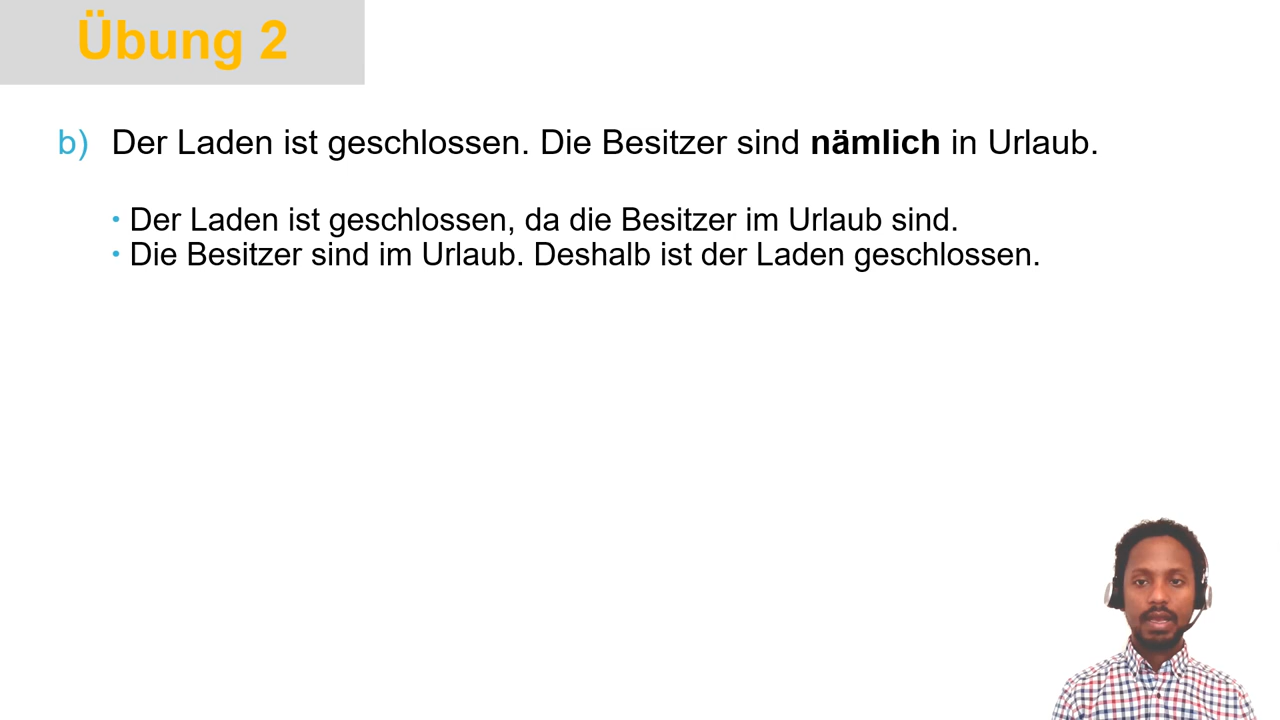 Übung 2
b) Der Laden ist geschlossen. Die Besitzer sind nämlich in Urlaub.
• Der Laden ist geschlossen, da die Besitzer im Urlaub sind.
• Die Besitzer sind im Urlaub. Deshalb ist der Laden geschlossen.